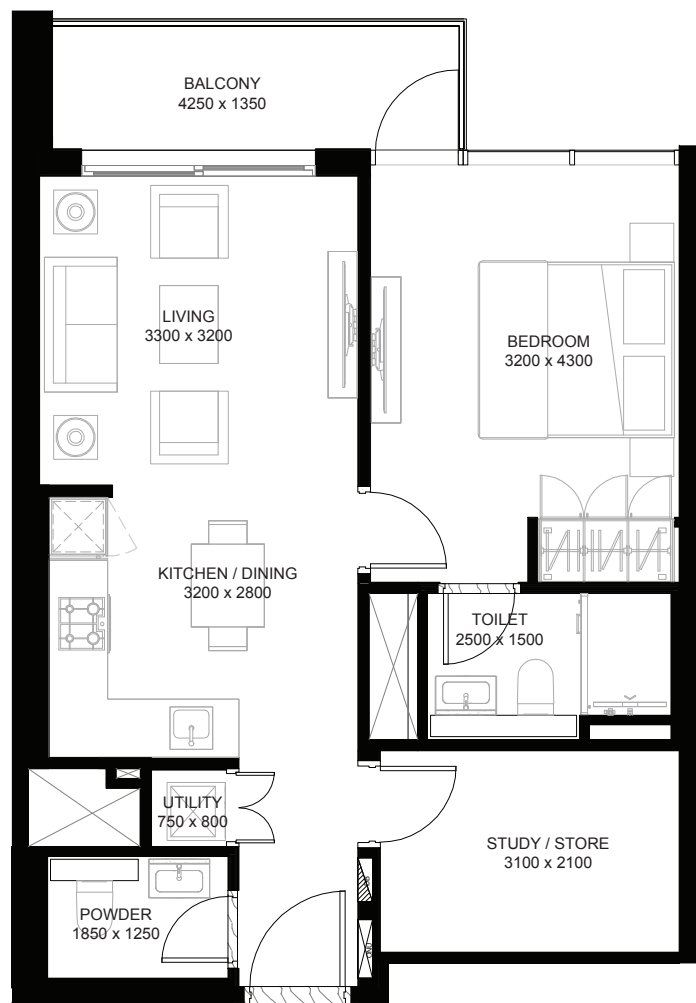 BALCONY
4250 x 1350
LIVING
3300 x 3200
BEDROOM
3200 x 4300
KITCHEN / DINING
3200 x 2800
TOILET
2500 x 1500
UTILITY
750 x 800
STUDY / STORE
3100 x 2100
POWDER
1850 x 1250